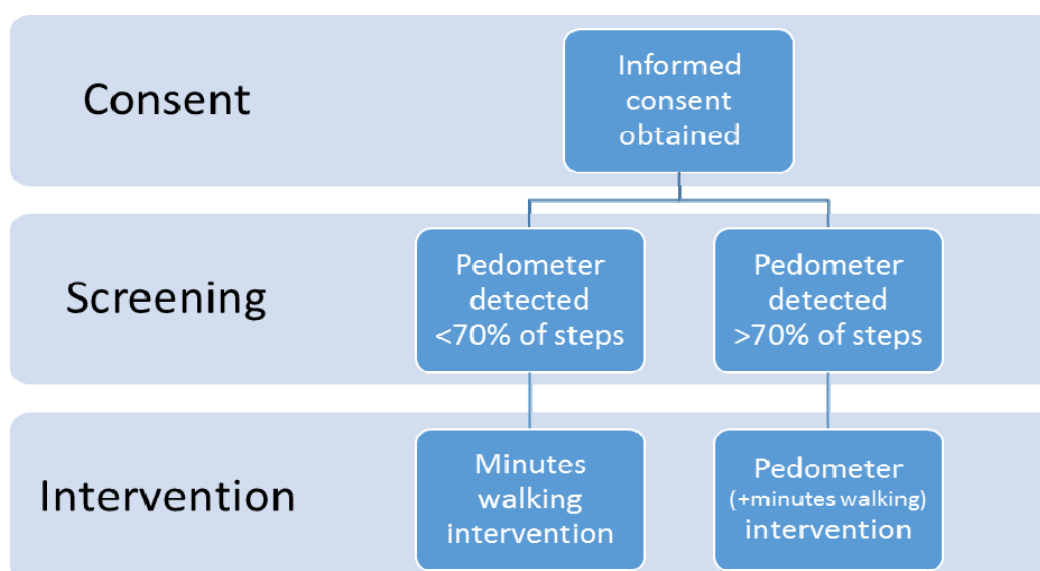 Consent
Informed
consent
obtained
Screening
Pedometer
detected
<70% of steps
Pedometer
detected
>70% of steps
Intervention
Minutes
walking
intervention
Pedometer
(+minutes walking)
intervention